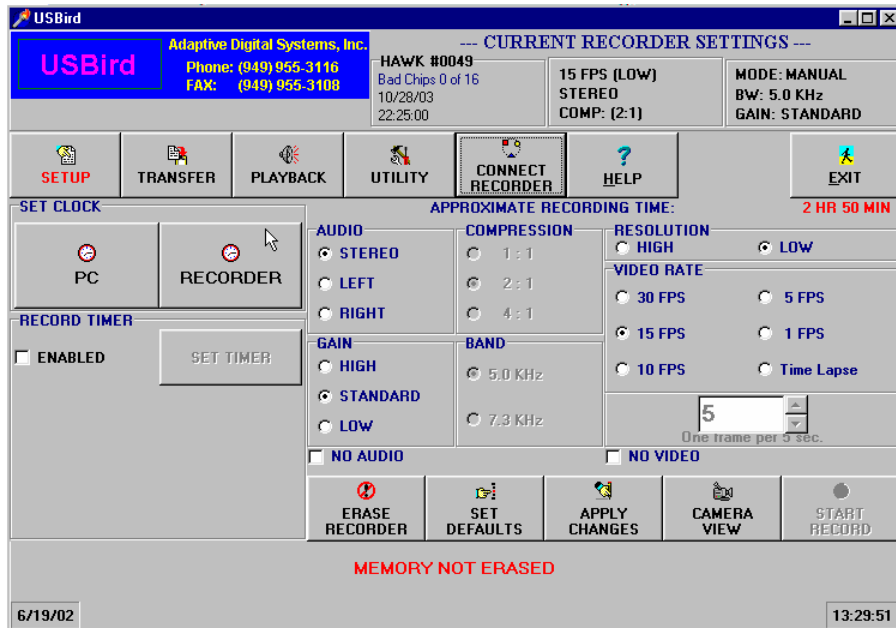 USBird
USBird
Adaptive Digital Systems, Inc.
Phone: (949) 955-3116
FAX: (949) 955-3108
--- CURRENT RECORDER SETTINGS ---
HAWK #0049
Bad Chips 0 of 16
10/28/03
22:25:00
15 FPS (LOW)
STEREO
COMP: (2:1)
MODE: MANUAL
BW: 5.0 KHz
GAIN: STANDARD
SETUP
TRANSFER
PLAYBACK
UTILITY
CONNECT
RECORDER
HELP
EXIT
SET CLOCK
PC
RECORDER
RECORD TIMER
ENABLED
SET TIMER
APPROXIMATE RECORDING TIME:
2 HR 50 MIN
AUDIO
STEREO
LEFT
RIGHT
COMPRESSION
1 : 1
2 : 1
4 : 1
RESOLUTION
HIGH
LOW
VIDEO RATE
30 FPS
5 FPS
15 FPS
1 FPS
10 FPS
Time Lapse
GAIN
HIGH
STANDARD
LOW
BAND
5.0 KHz
7.3 KHz
5
One frame per 5 sec.
NO AUDIO
NO VIDEO
ERASE
RECORDER
SET
DEFAULTS
APPLY
CHANGES
CAMERA
VIEW
START
RECORD
MEMORY NOT ERASED
6/19/02
13:29:51